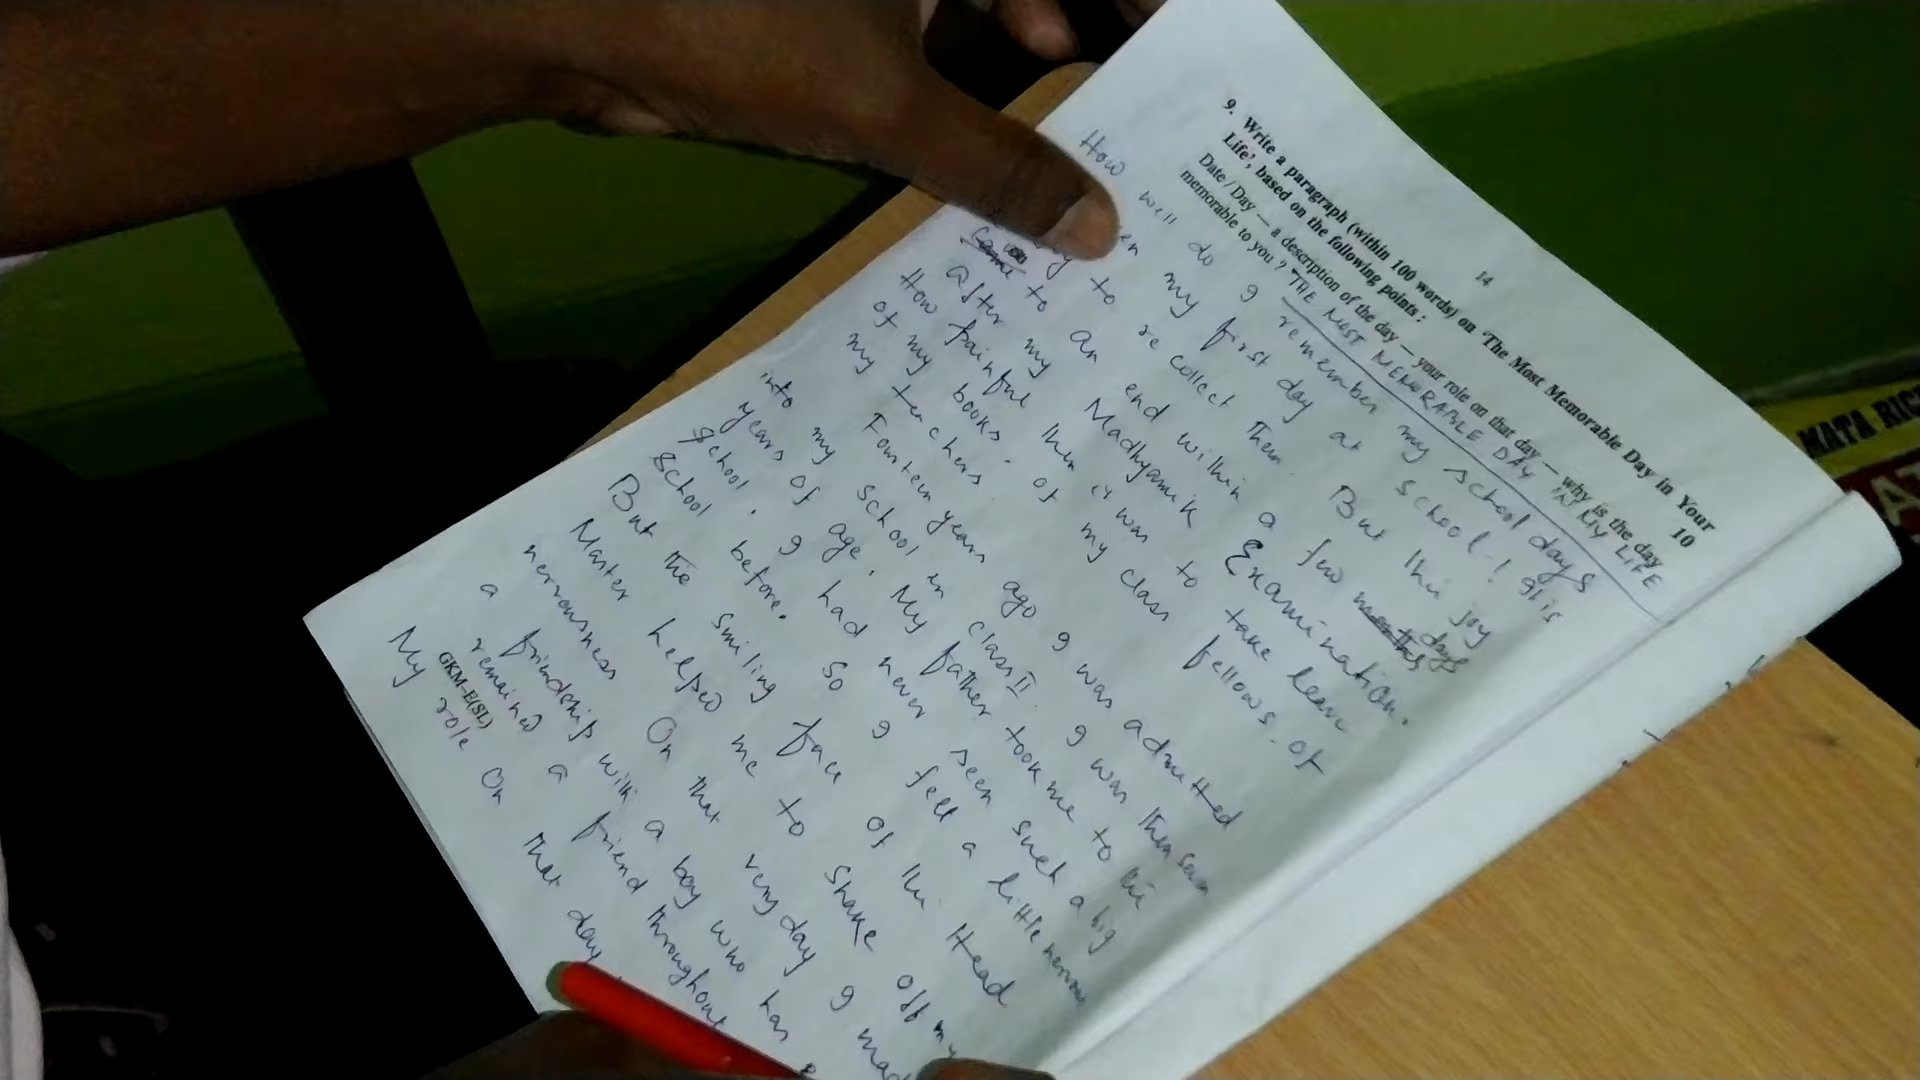 14
9. Write a paragraph (within 100 words) on 'The Most Memorable Day in Your
Life', based on the following points : 10
Date / Day — a description of the day — your role on that day — why is the day
memorable to you ?
THE MOST MEMORABLE DAY IN MY LIFE
How well do I remember my school days
my first day at school-! It is
to re collect them. But this joy
to an end within a few days
after my Madhyamik Examination.
How painful then it was to take leave
of my books. of my class fellows. of
my teachers.
Fourteen years ago I was admitted
into my school in class II. I was then seven
years of age. My father took me to the
school. I had never seen such a big
school before. So I felt a little nervous
But the smiling face of the Head
Master helped me to shake off my
nervousness On that very day I
a friendship with a boy who has
remained a friend throughout
My role on that day
GKM-E(SL)
MATA